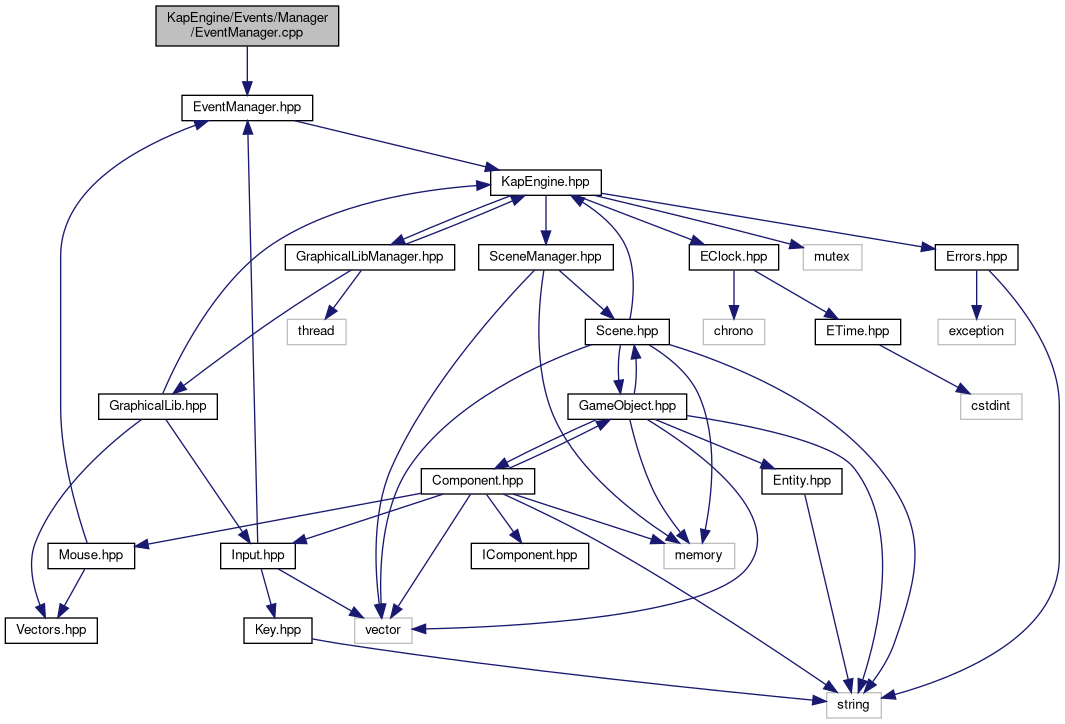 KapEngine/Events/Manager
/EventManager.cpp
EventManager.hpp
KapEngine.hpp
GraphicalLibManager.hpp
SceneManager.hpp
EClock.hpp
mutex
Errors.hpp
thread
Scene.hpp
chrono
ETime.hpp
exception
GraphicalLib.hpp
GameObject.hpp
cstdint
Component.hpp
Entity.hpp
Mouse.hpp
Input.hpp
IComponent.hpp
memory
Vectors.hpp
Key.hpp
vector
string